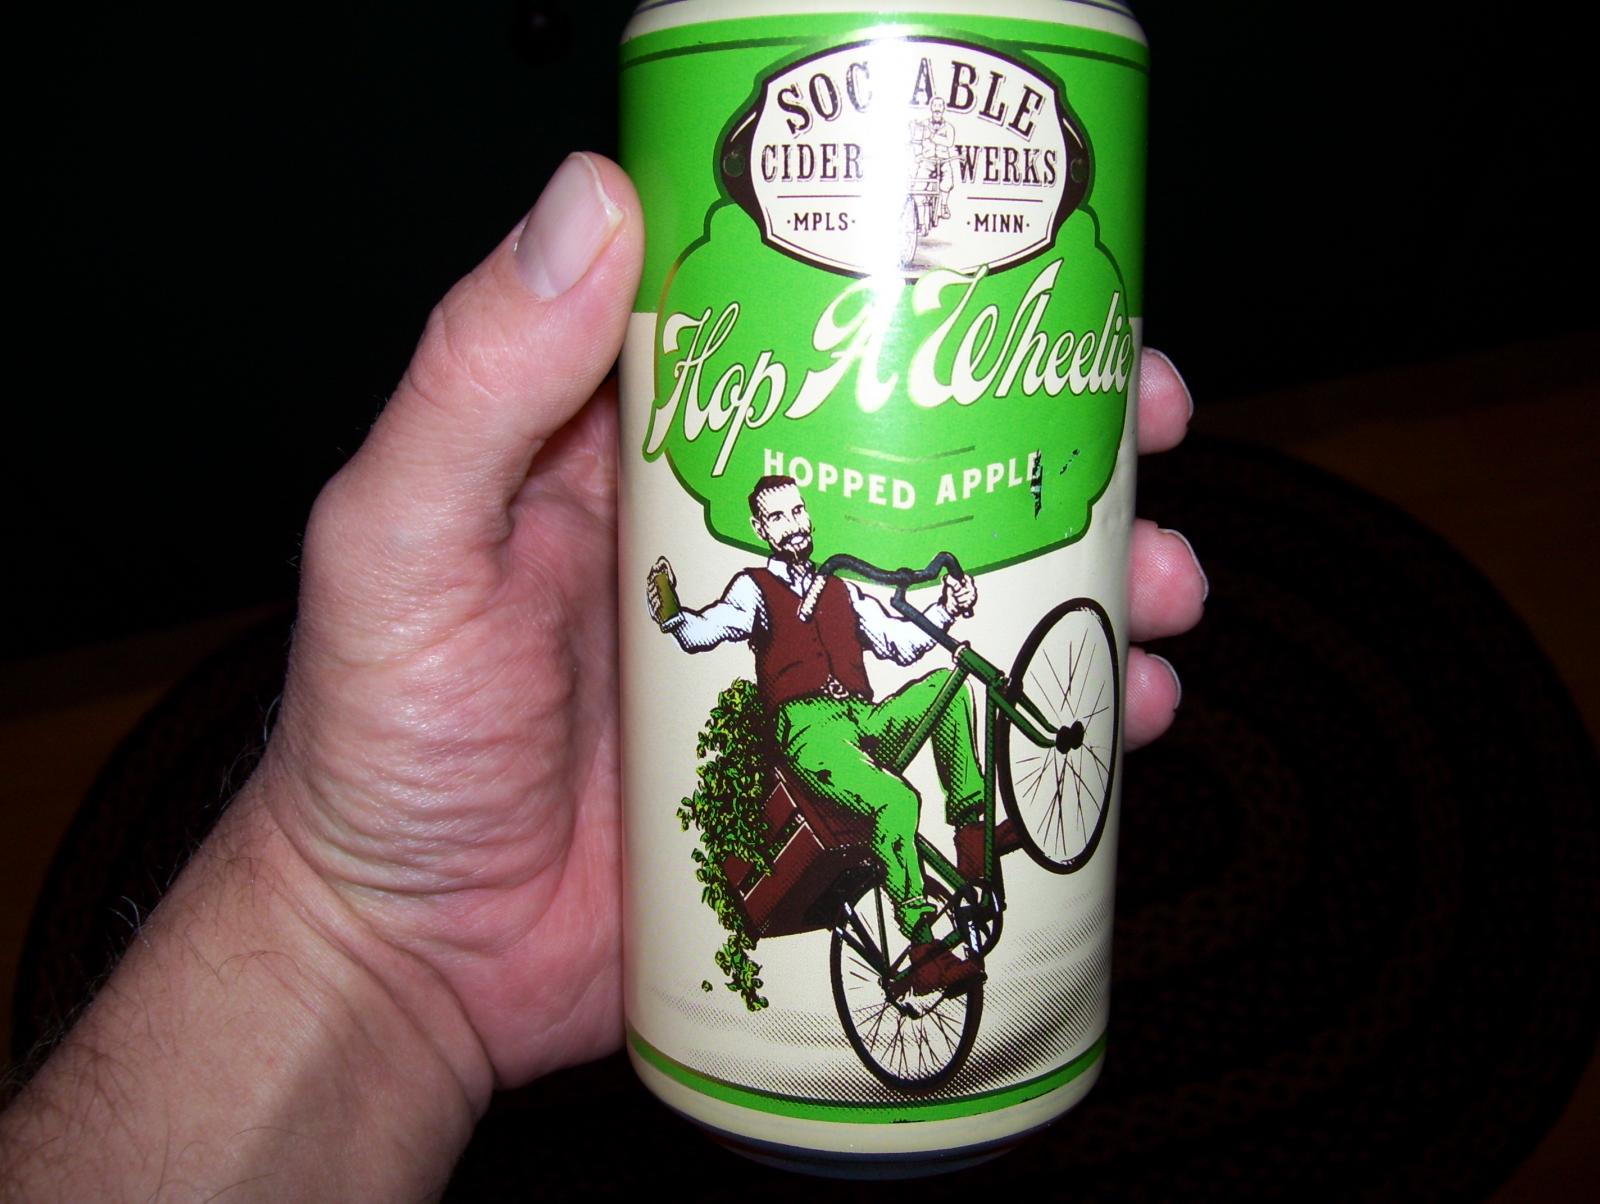 SOCIABLE
CIDER WERKS
·MPLS· ·MINN·
Hop A Wheelie
HOPPED APPLE